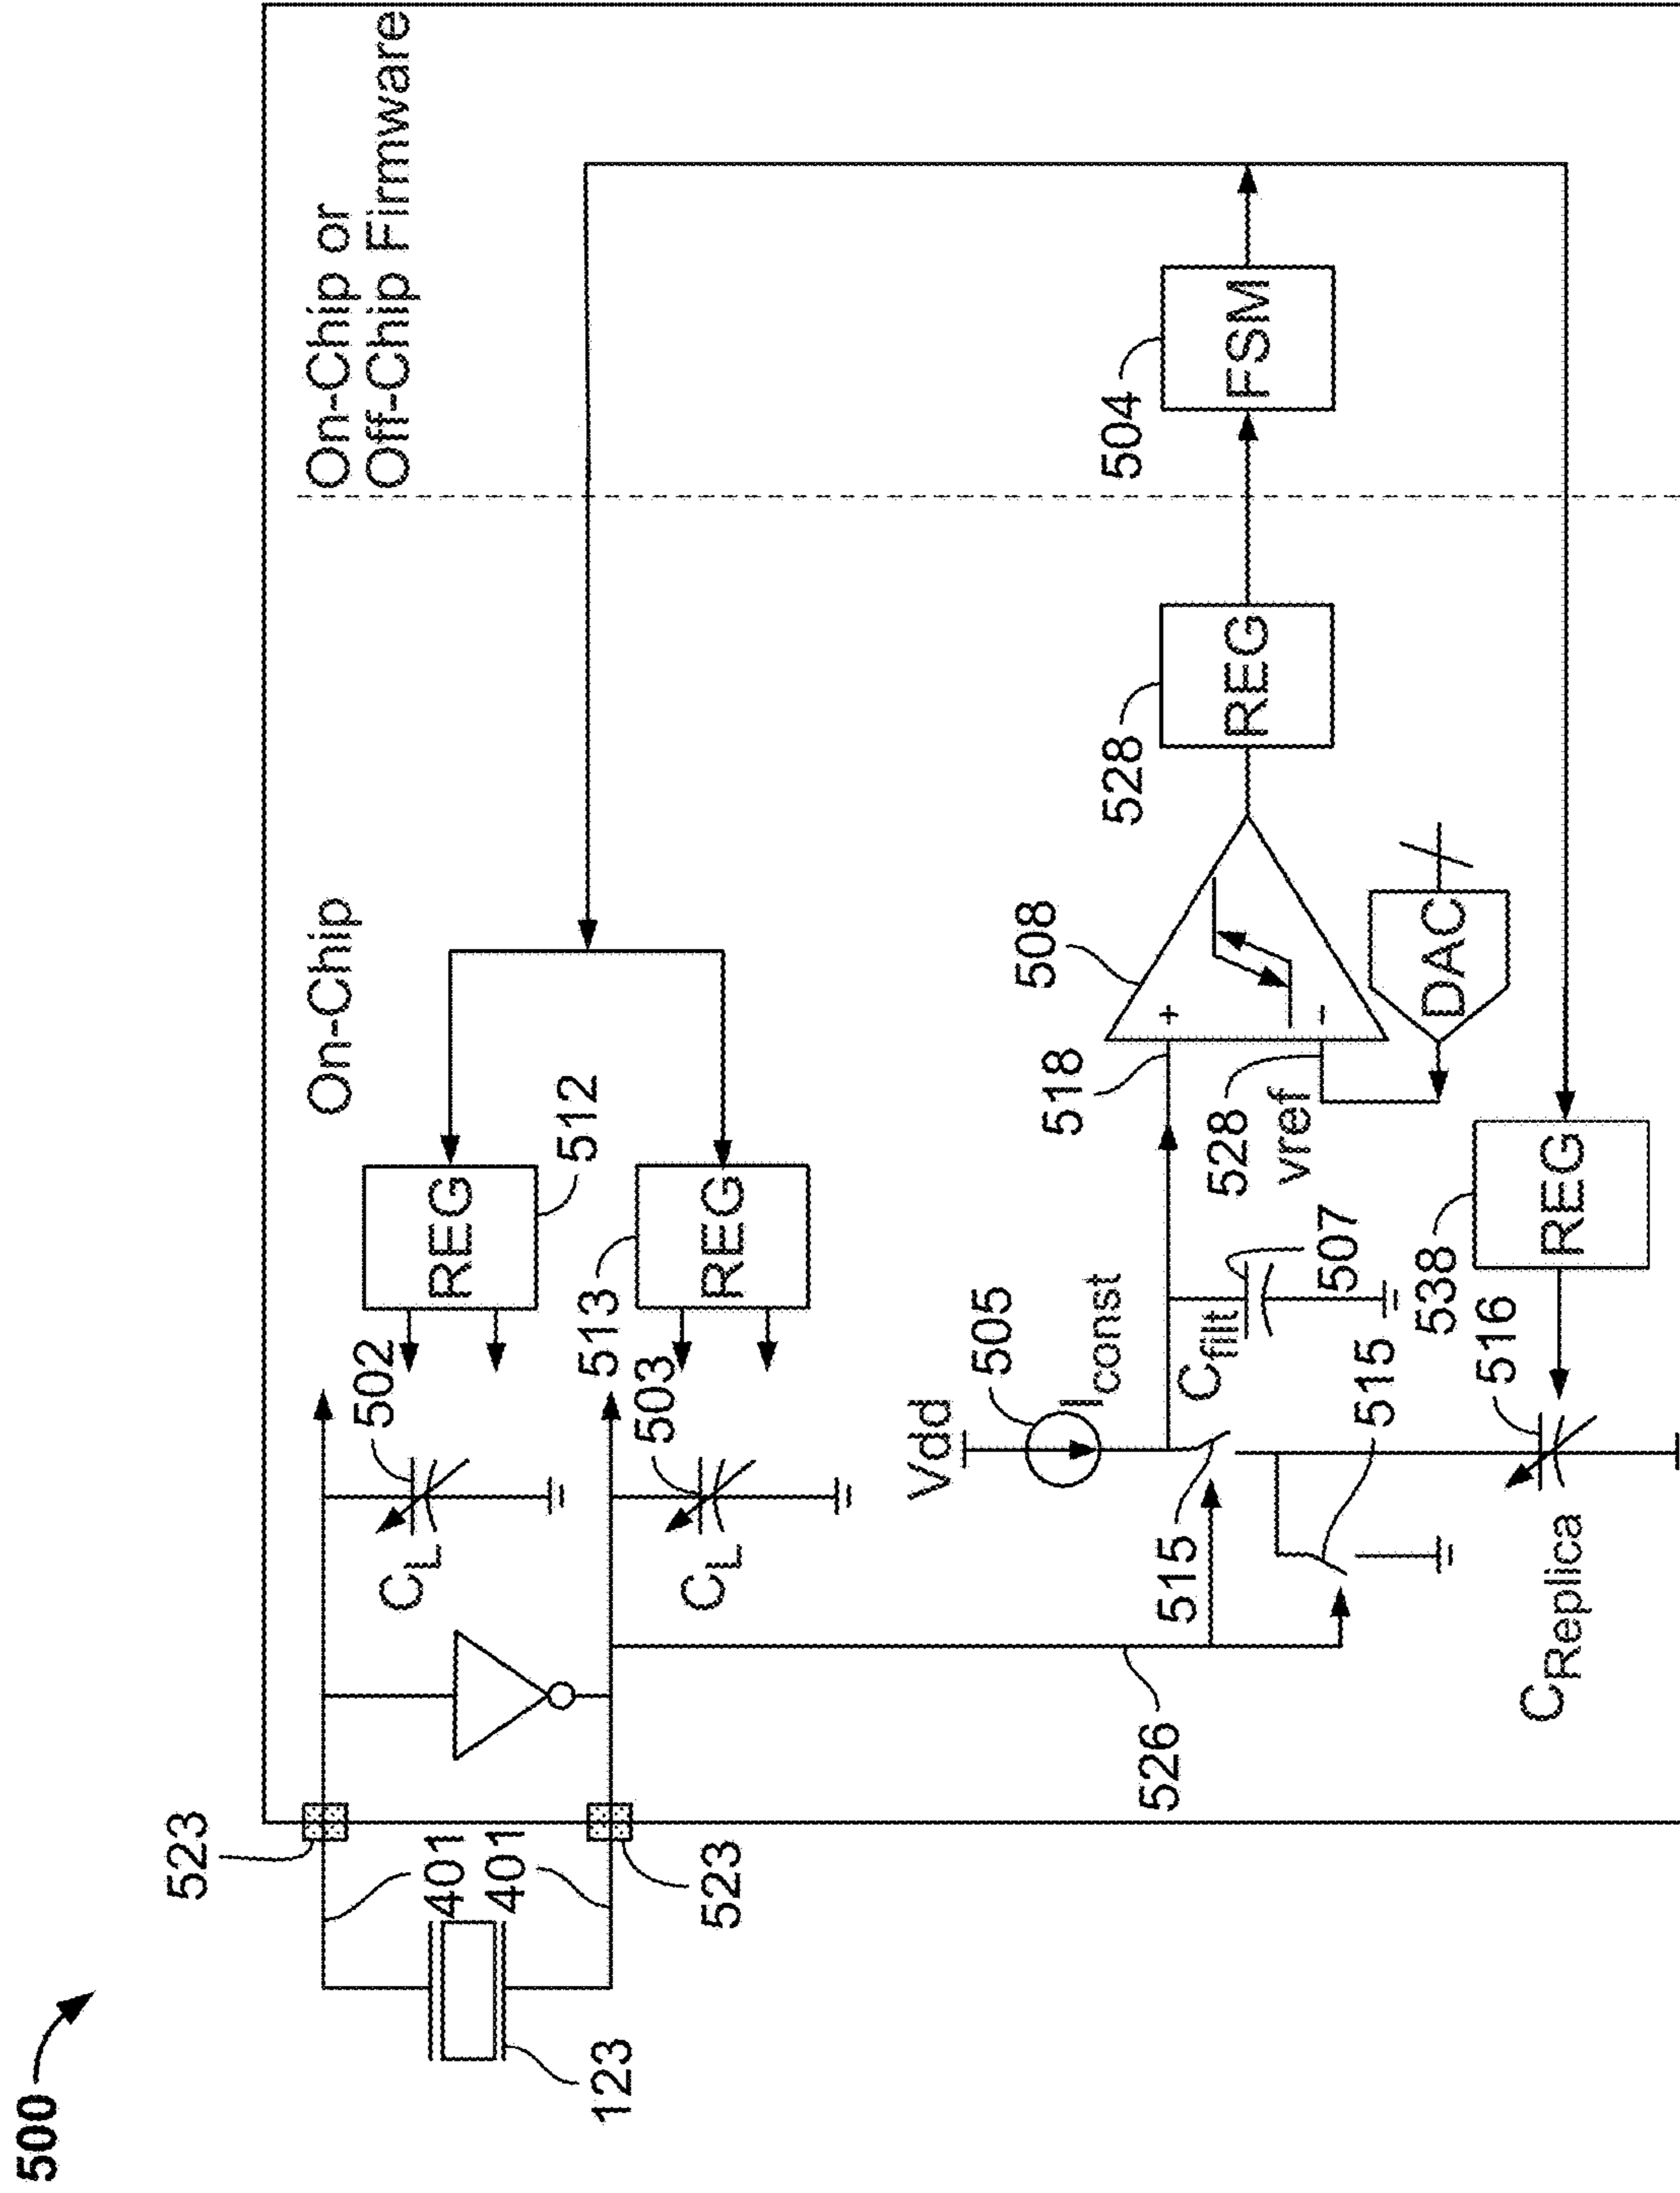 500
On-Chip
On-Chip or
Off-Chip Firmware
523
401
401
523
123
502
CL
503
CL
REG
512
513
REG
526
Vdd
505
Iconst
515
515
Cfilt
507
518
528
vref
508
+
-
DAC
528
REG
504
FSM
538
REG
516
CReplica